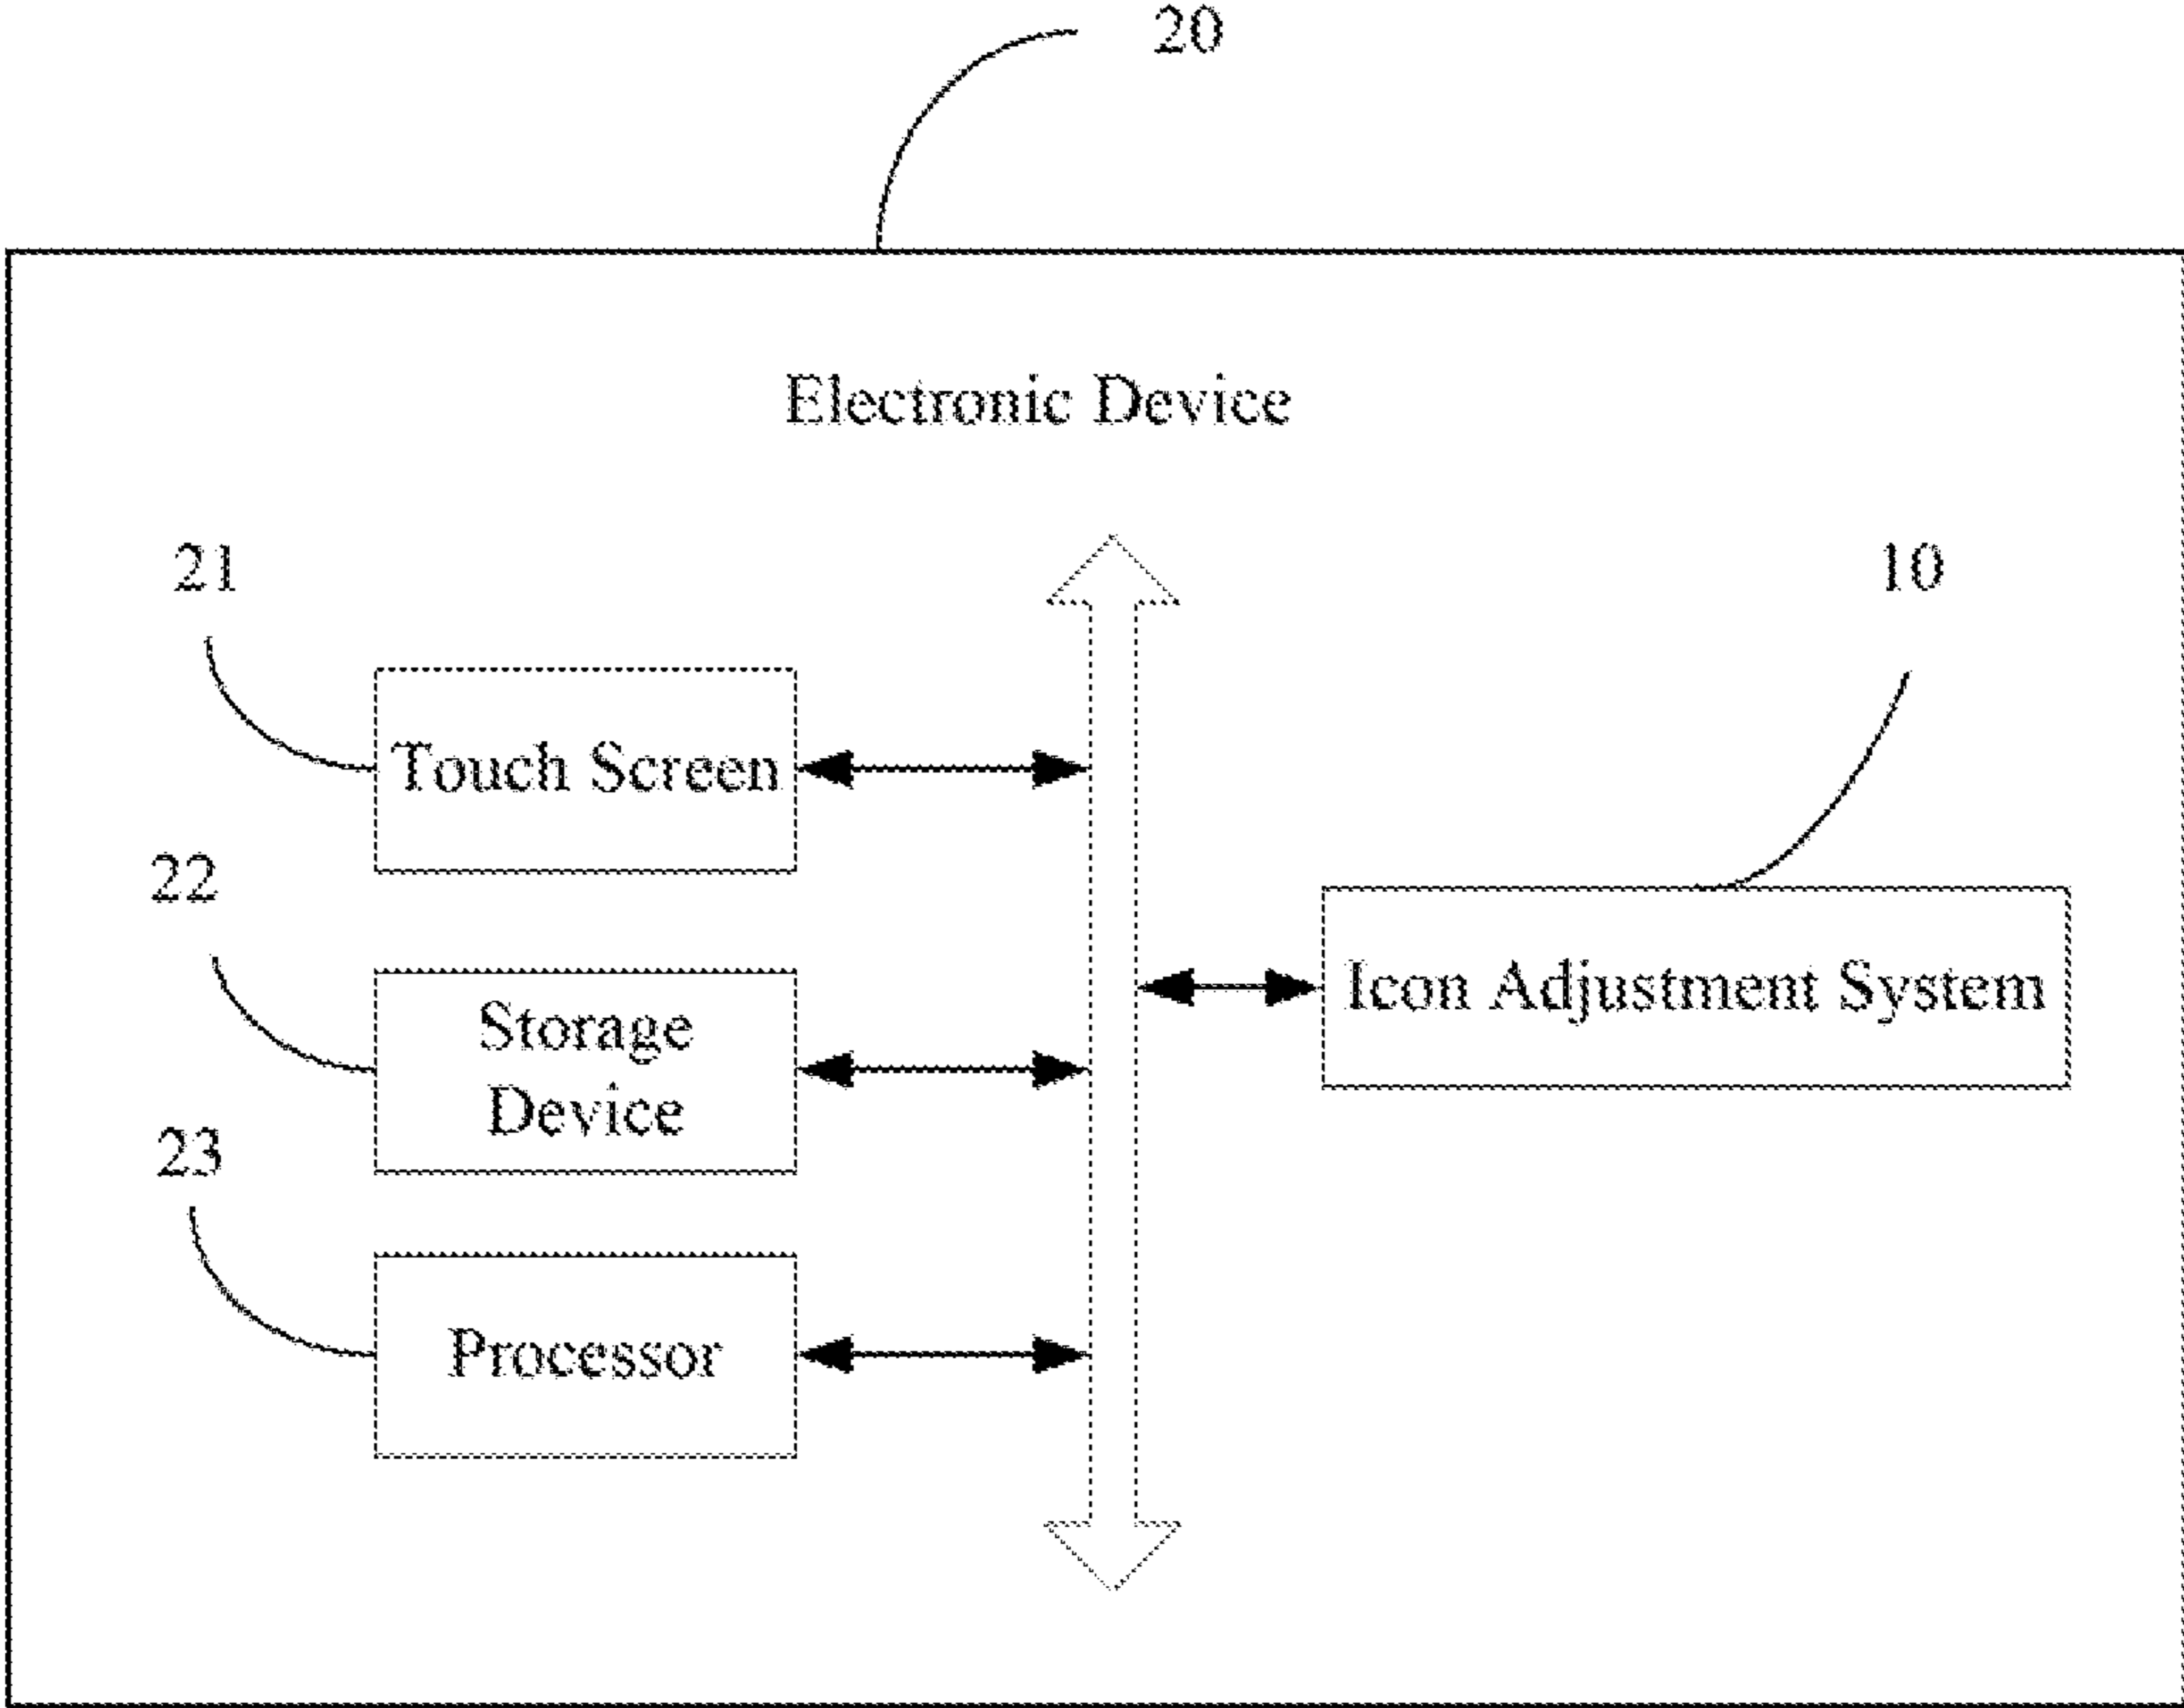 20
Electronic Device
21
10
Touch Screen
22
Icon Adjustment System
Storage
Device
23
Processor